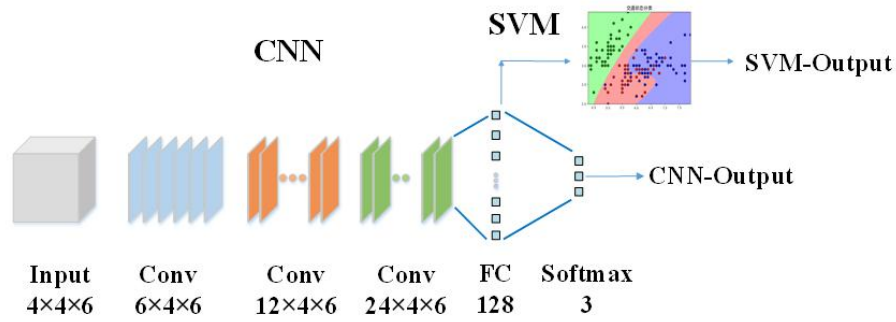 SVM
CNN
SVM-Output
CNN-Output
Input Conv Conv Conv FC Softmax
4×4×6 6×4×6 12×4×6 24×4×6 128 3